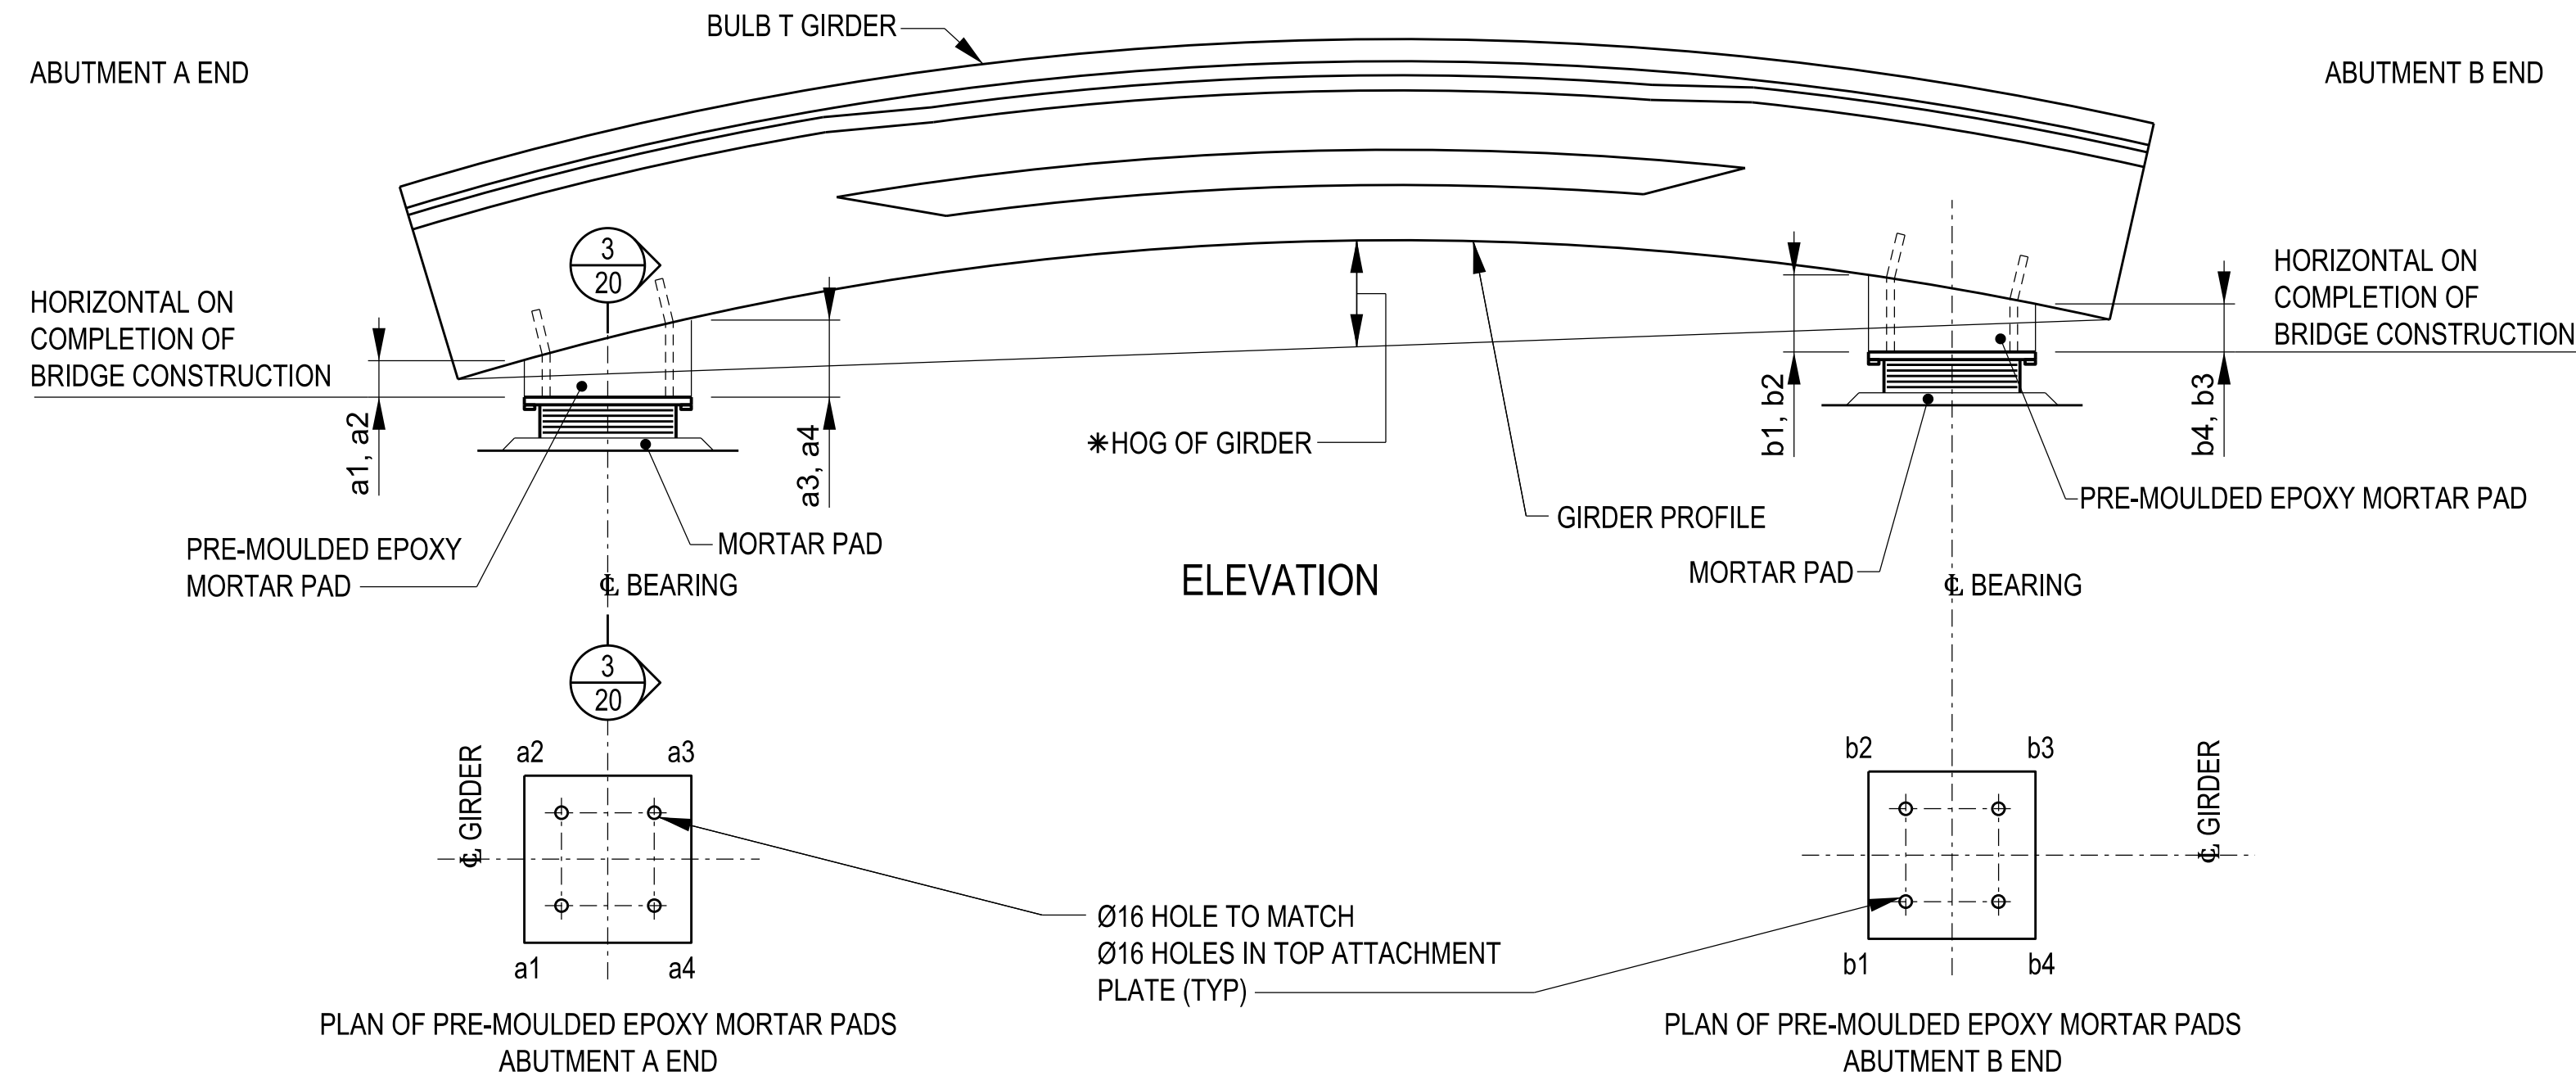 BULB T GIRDER
ABUTMENT A END
ABUTMENT B END
3
20
HORIZONTAL ON
COMPLETION OF
BRIDGE CONSTRUCTION
HORIZONTAL ON
COMPLETION OF
BRIDGE CONSTRUCTION
a1, a2
a3, a4
b1, b2
b4, b3
✳HOG OF GIRDER
GIRDER PROFILE
PRE-MOULDED EPOXY MORTAR PAD
PRE-MOULDED EPOXY
MORTAR PAD
MORTAR PAD
MORTAR PAD
℄ BEARING
ELEVATION
℄ BEARING
3
20
a2
a3
℄ GIRDER
a1
a4
b2
b3
℄ GIRDER
b1
b4
Ø16 HOLE TO MATCH
Ø16 HOLES IN TOP ATTACHMENT
PLATE (TYP)
PLAN OF PRE-MOULDED EPOXY MORTAR PADS
ABUTMENT A END
PLAN OF PRE-MOULDED EPOXY MORTAR PADS
ABUTMENT B END